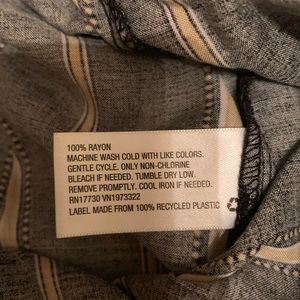 100% RAYON
MACHINE WASH COLD WITH LIKE COLORS.
GENTLE CYCLE. ONLY NON-CHLORINE
BLEACH IF NEEDED. TUMBLE DRY LOW.
REMOVE PROMPTLY. COOL IRON IF NEEDED.
RN17730 VN1973322
LABEL MADE FROM 100% RECYCLED PLASTIC